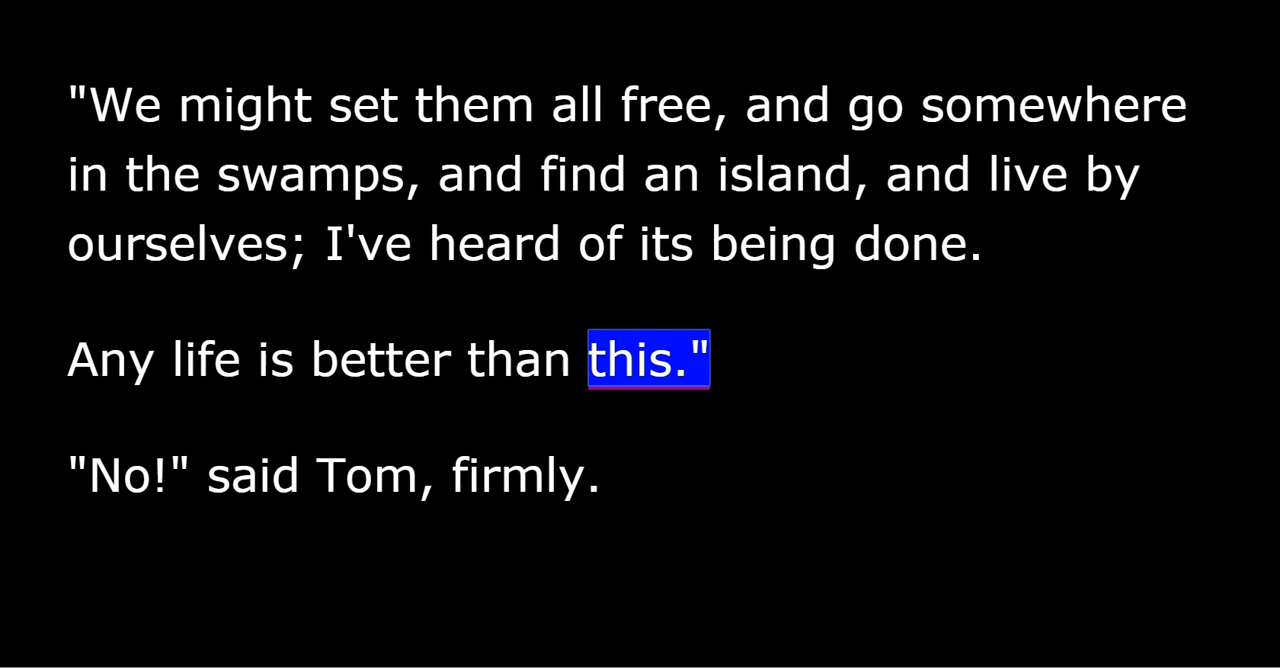 "We might set them all free, and go somewhere
in the swamps, and find an island, and live by
ourselves; I've heard of its being done.
Any life is better than this."
"No!" said Tom, firmly.